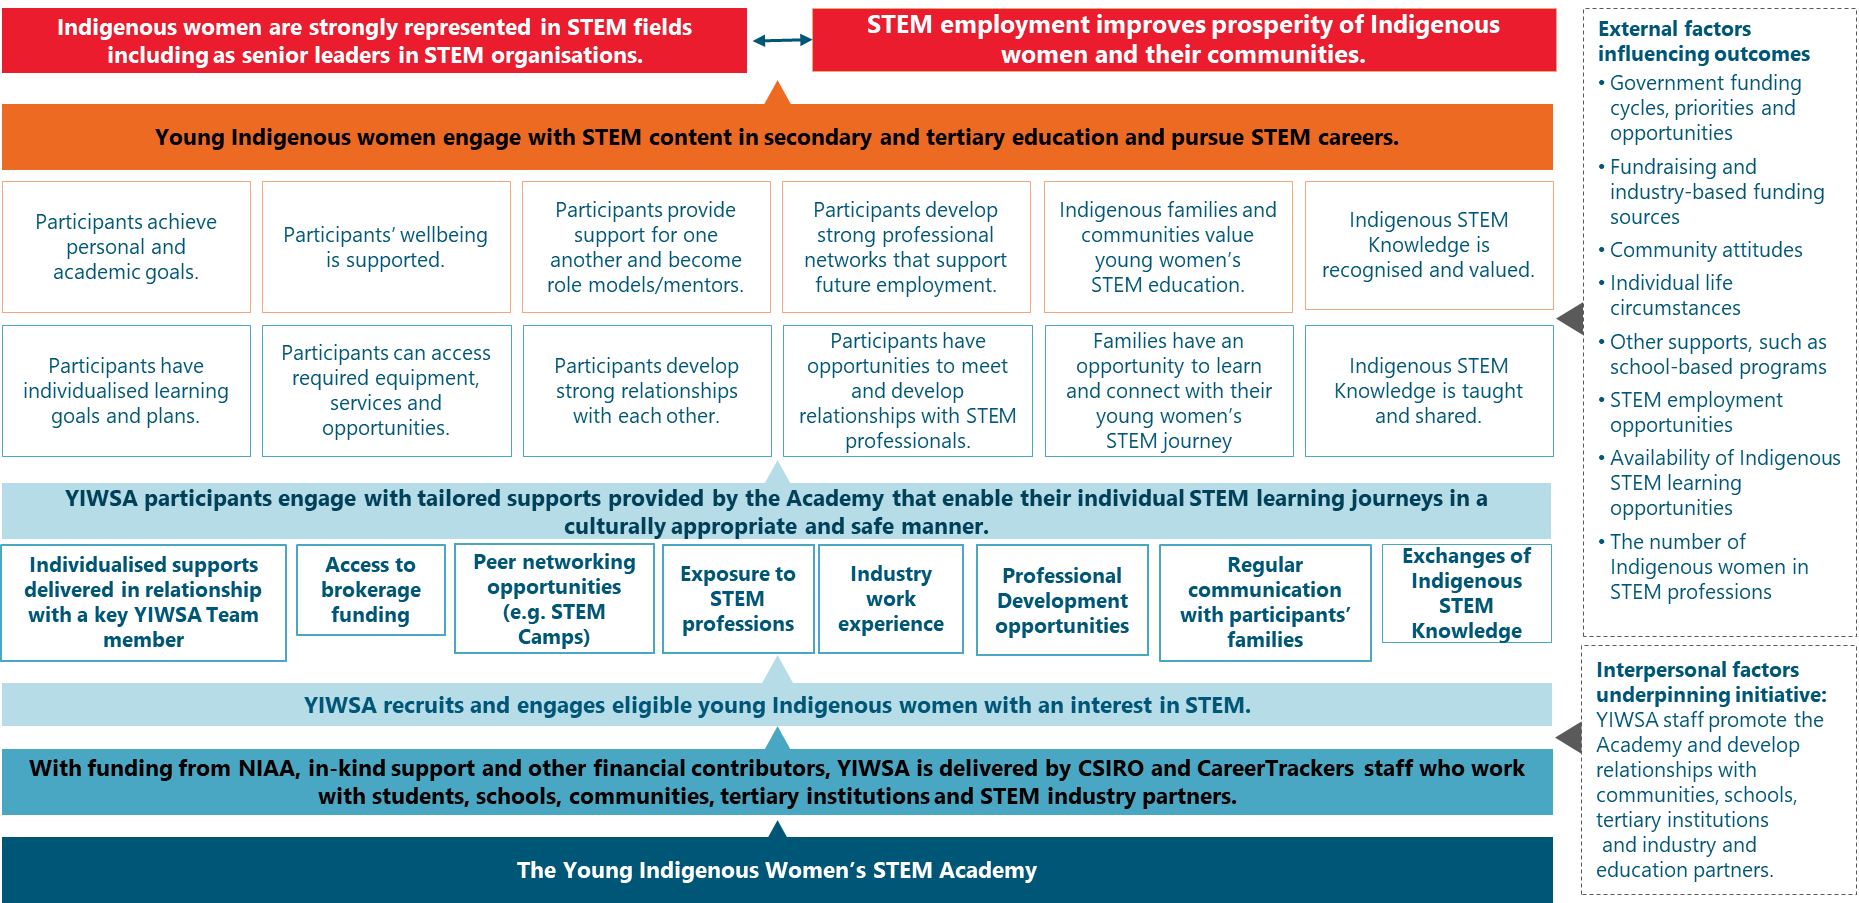 Indigenous women are strongly represented in STEM fields
including as senior leaders in STEM organisations.
STEM employment improves prosperity of Indigenous
women and their communities.
Young Indigenous women engage with STEM content in secondary and tertiary education and pursue STEM careers.
Participants achieve
personal and
academic goals.
Participants’ wellbeing
is supported.
Participants provide
support for one
another and become
role models/mentors.
Participants develop
strong professional
networks that support
future employment.
Indigenous families and
communities value
young women’s
STEM education.
Indigenous STEM
Knowledge is
recognised and valued.
Participants have
individualised learning
goals and plans.
Participants can access
required equipment,
services and
opportunities.
Participants develop
strong relationships
with each other.
Participants have
opportunities to meet
and develop
relationships with STEM
professionals.
Families have an
opportunity to learn
and connect with their
young women’s
STEM journey
Indigenous STEM
Knowledge is taught
and shared.
YIWSA participants engage with tailored supports provided by the Academy that enable their individual STEM learning journeys in a
culturally appropriate and safe manner.
Individualised supports
delivered in relationship
with a key YIWSA Team
member
Access to
brokerage
funding
Peer networking
opportunities
(e.g. STEM
Camps)
Exposure to
STEM
professions
Industry
work
experience
Professional
Development
opportunities
Regular
communication
with participants’
families
Exchanges of
Indigenous
STEM
Knowledge
YIWSA recruits and engages eligible young Indigenous women with an interest in STEM.
With funding from NIAA, in-kind support and other financial contributors, YIWSA is delivered by CSIRO and CareerTrackers staff who work
with students, schools, communities, tertiary institutions and STEM industry partners.
The Young Indigenous Women’s STEM Academy
External factors
influencing outcomes
• Government funding
cycles, priorities and
opportunities
• Fundraising and
industry-based funding
sources
• Community attitudes
• Individual life
circumstances
• Other supports, such as
school-based programs
• STEM employment
opportunities
• Availability of Indigenous
STEM learning
opportunities
• The number of
Indigenous women in
STEM professions
Interpersonal factors
underpinning initiative:
YIWSA staff promote the
Academy and develop
relationships with
communities, schools,
tertiary institutions
and industry and
education partners.